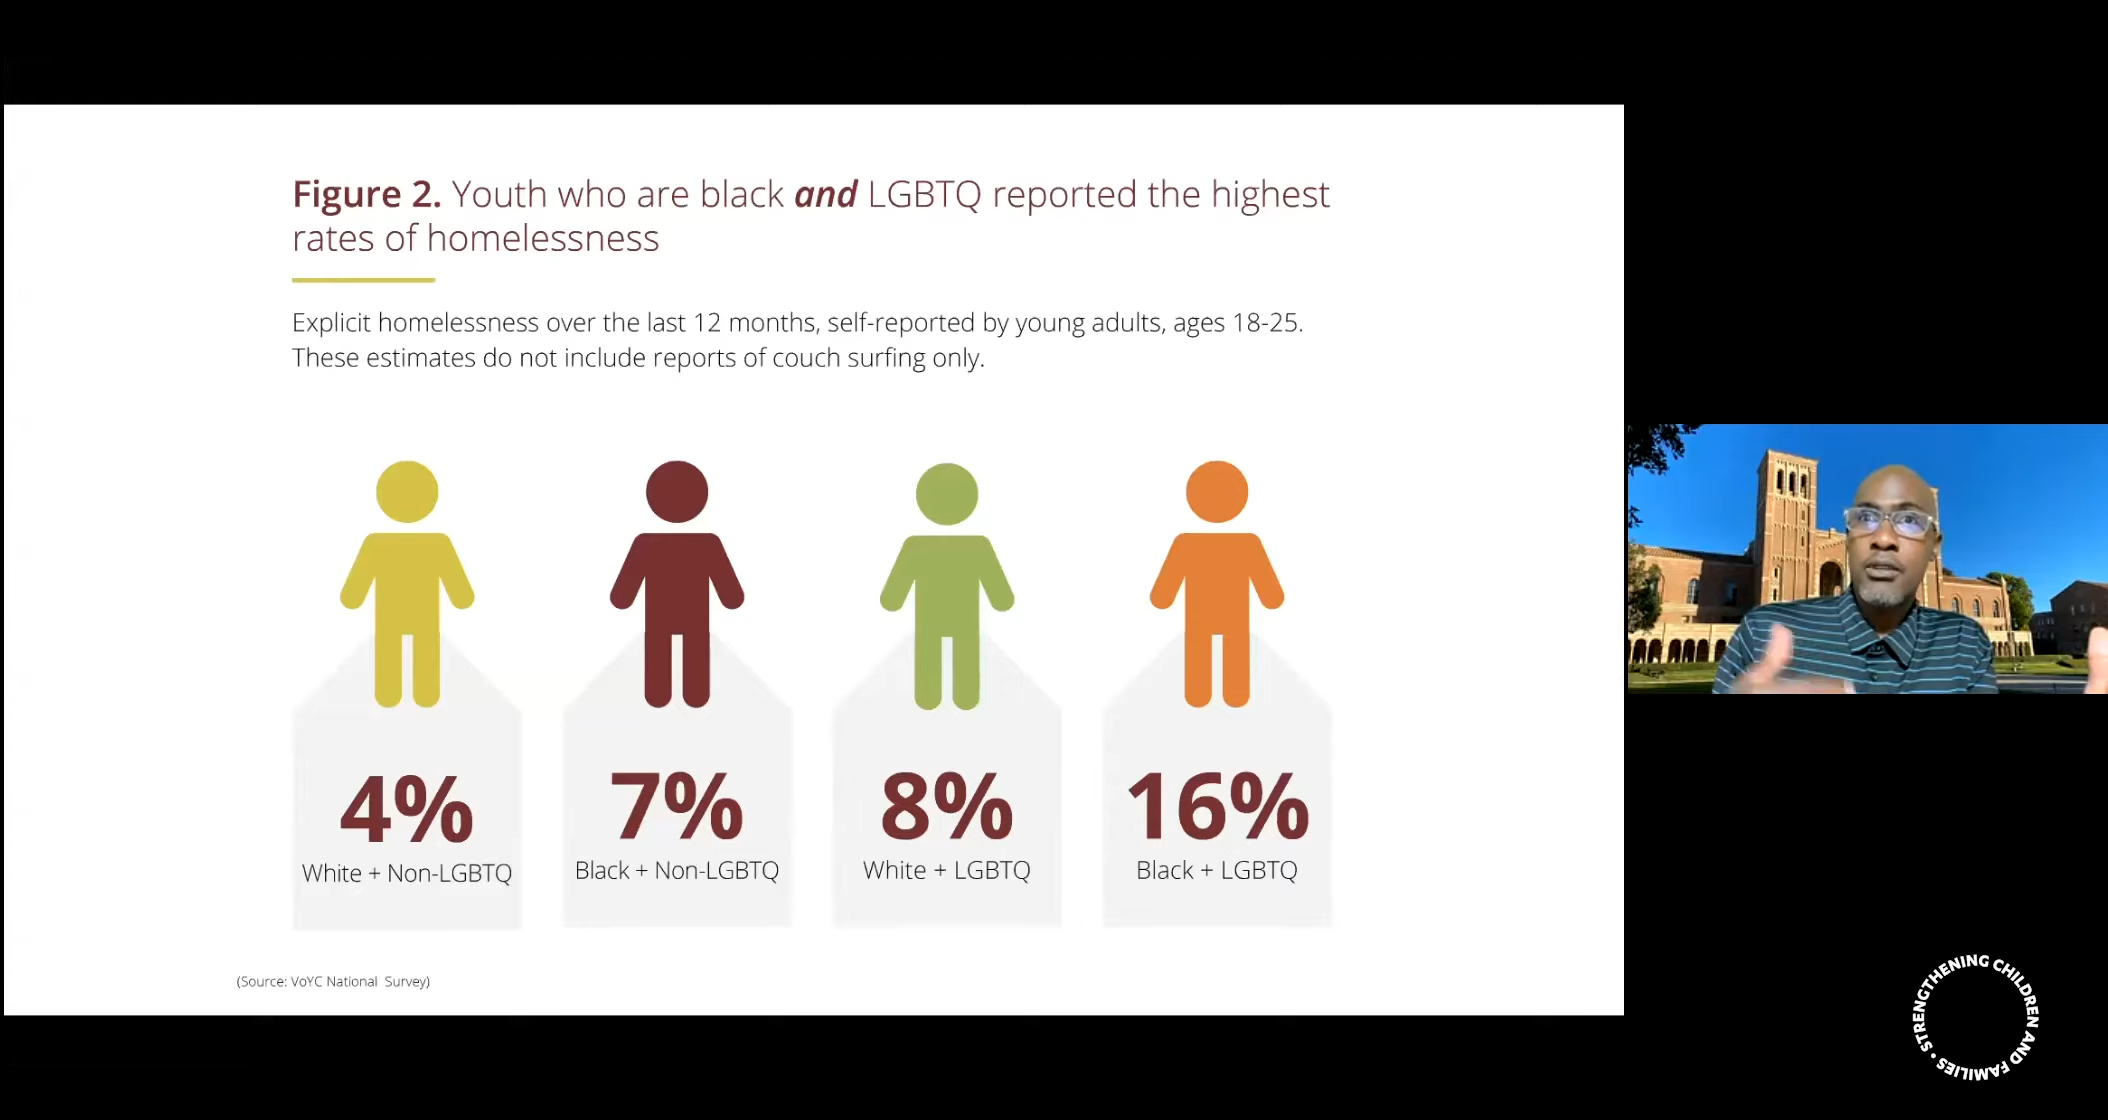 Figure 2. Youth who are black and LGBTQ reported the highest
rates of homelessness
Explicit homelessness over the last 12 months, self-reported by young adults, ages 18-25.
These estimates do not include reports of couch surfing only.
4%
White + Non-LGBTQ
7%
Black + Non-LGBTQ
8%
White + LGBTQ
16%
Black + LGBTQ
(Source: VoYC National Survey)
STRENGTHENING CHILDREN AND FAMILIES •